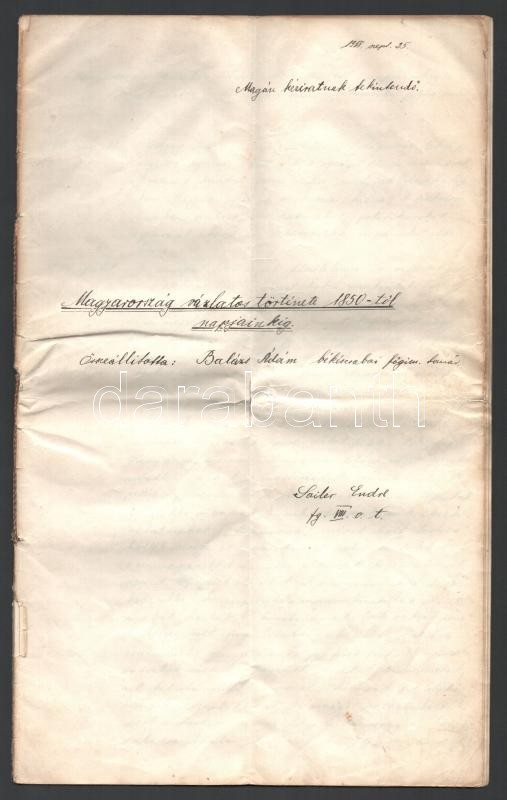 szept. 25.
Magán kéziratnak tekintendő.
Magyarország vázlatos története 1850-től
napjainkig.
Összeállította: Balázs Ádám békéscsabai főgim. tanár
darabanth
Sailer Endre
fg. VIII. o. t.